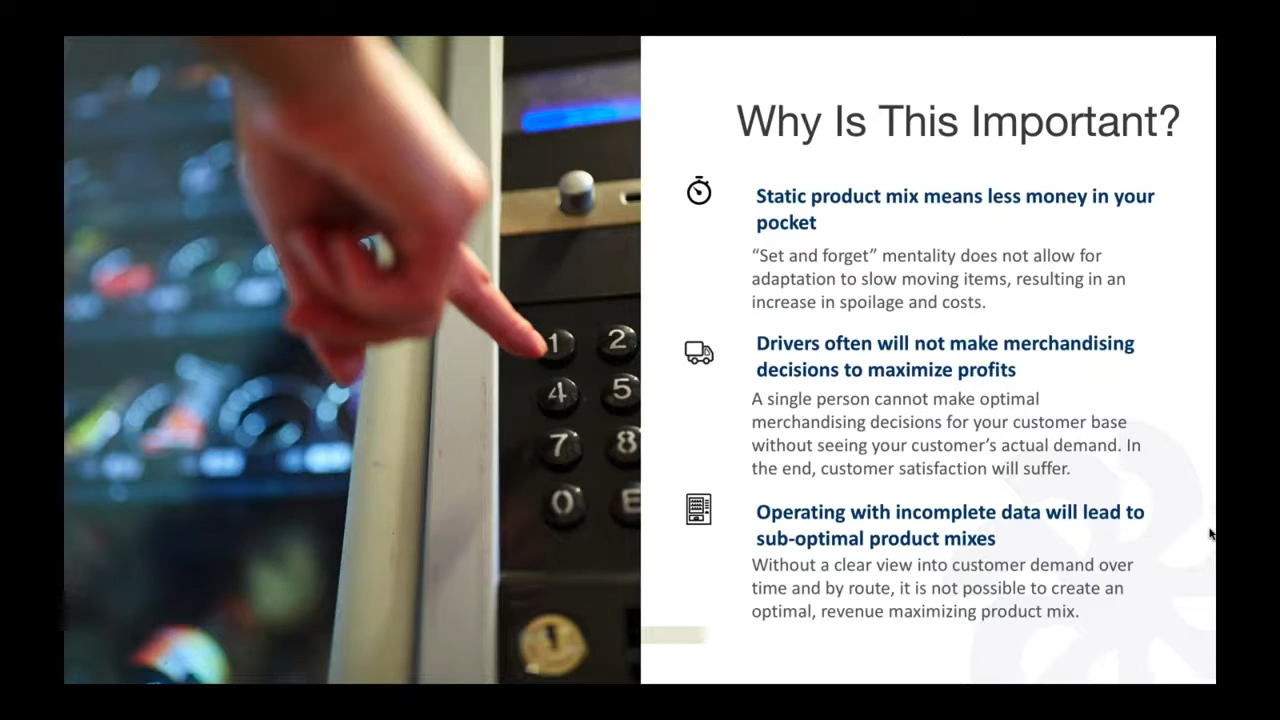 Why Is This Important?
Static product mix means less money in your
pocket
“Set and forget” mentality does not allow for
adaptation to slow moving items, resulting in an
increase in spoilage and costs.
Drivers often will not make merchandising
decisions to maximize profits
A single person cannot make optimal
merchandising decisions for your customer base
without seeing your customer’s actual demand. In
the end, customer satisfaction will suffer.
Operating with incomplete data will lead to
sub-optimal product mixes
Without a clear view into customer demand over
time and by route, it is not possible to create an
optimal, revenue maximizing product mix.
1 2
4 5
7 8
0 E